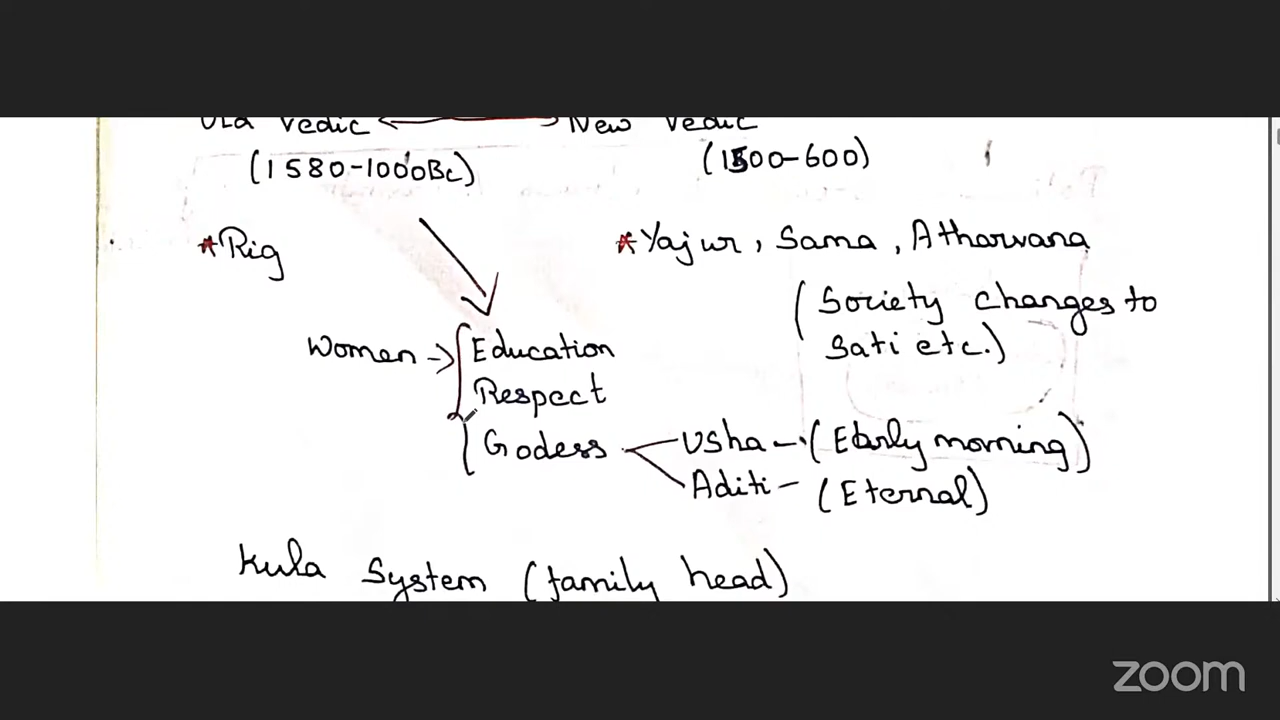 Old Vedic ← → New Vedic
(1580-1000Bc) (1500-600)
*Rig *Yajur, Sama, Atharvana
(Society changes to
Sati etc.)
Women → Education
Respect
Godess Usha - (Early morning)
Aditi - (Eternal)
Kula System (family head)
zoom